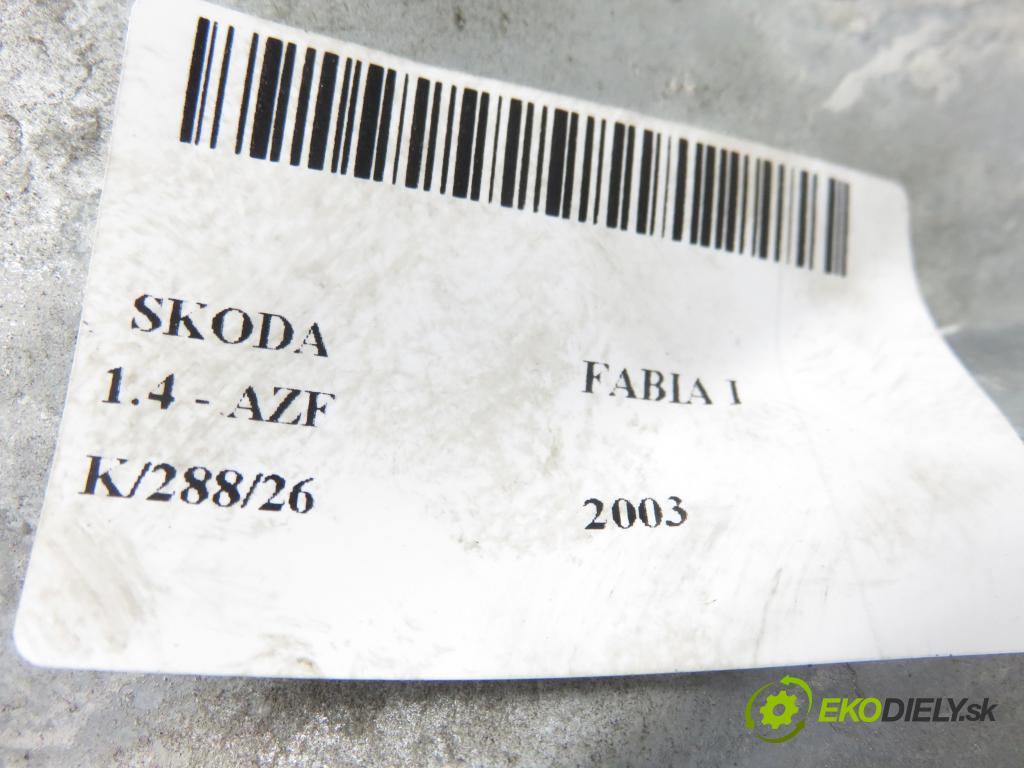 SKODA
FABIA I
1.4 - AZF
K/288/26
2003
EKODIELY.sk